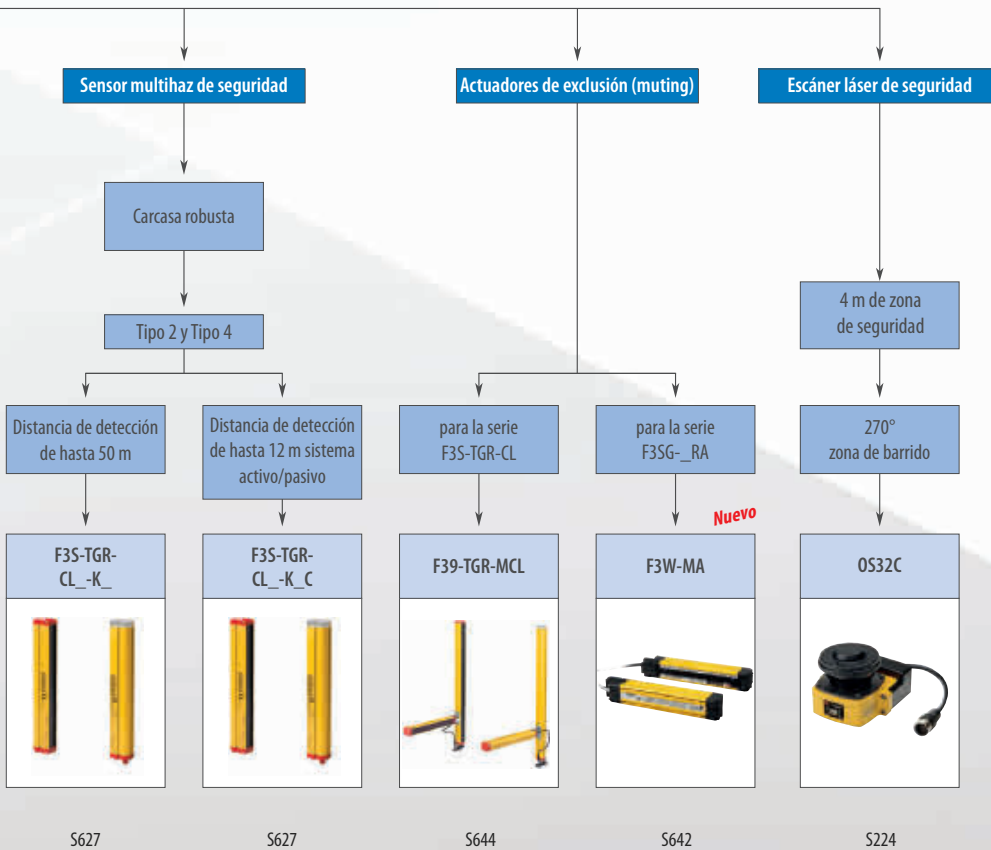 Sensor multihaz de seguridad
Actuadores de exclusión (muting)
Escáner láser de seguridad
Carcasa robusta
4 m de zona
de seguridad
Tipo 2 y Tipo 4
Distancia de detección
de hasta 50 m
Distancia de detección
de hasta 12 m sistema
activo/pasivo
para la serie
F3S-TGR-CL
para la serie
F3SG-_RA
270°
zona de barrido
Nuevo
F3S-TGR-
CL_-K_
F3S-TGR-
CL_-K_C
F39-TGR-MCL
F3W-MA
OS32C
S627
S627
S644
S642
S224